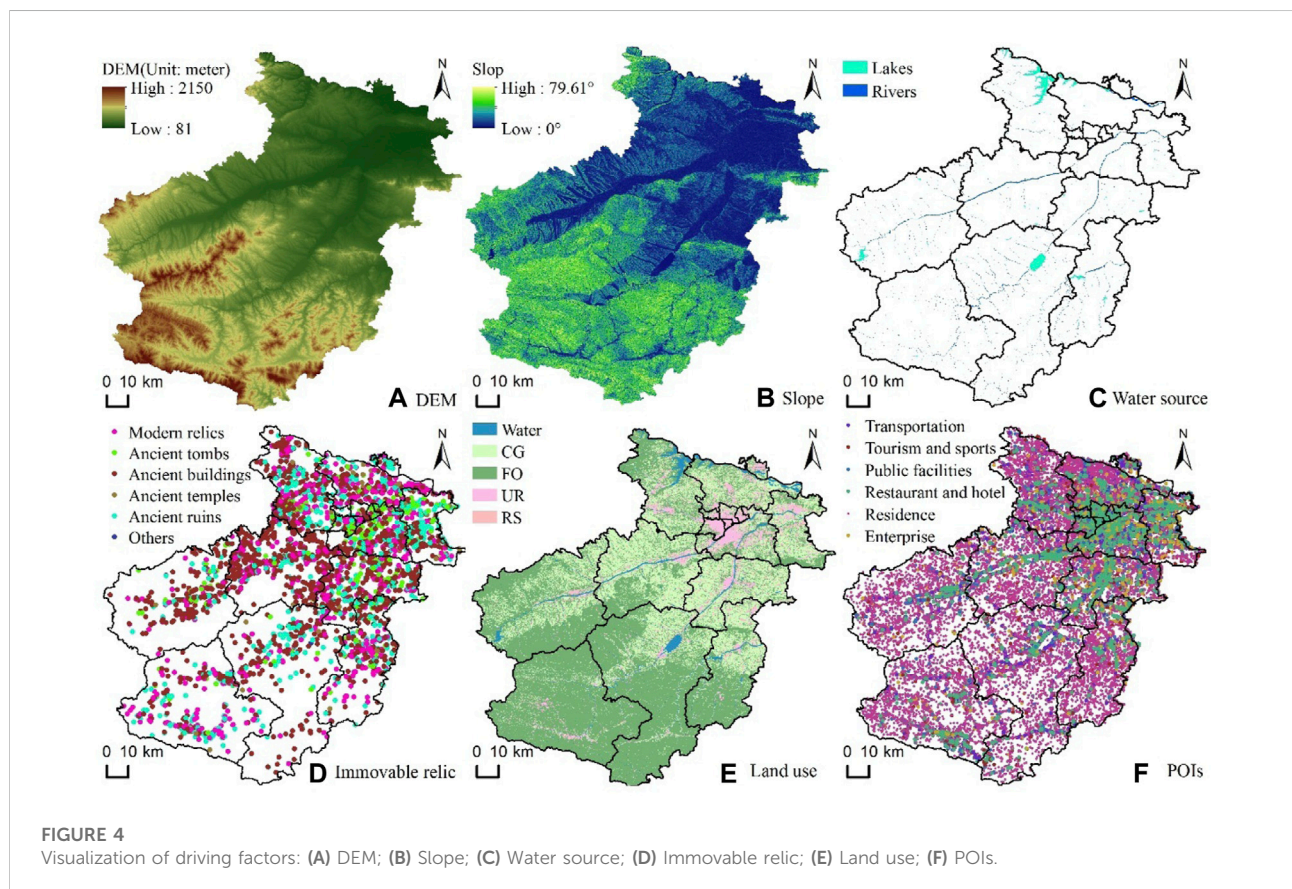 DEM(Unit: meter)
High : 2150
Low : 81
N
0 10 km
A DEM
Slop
High : 79.61°
Low : 0°
N
0 10 km
B Slope
Lakes
Rivers
N
0 10 km
C Water source
Modern relics
Ancient tombs
Ancient buildings
Ancient temples
Ancient ruins
Others
N
0 10 km
D Immovable relic
Water
CG
FO
UR
RS
N
0 10 km
E Land use
Transportation
Tourism and sports
Public facilities
Restaurant and hotel
Residence
Enterprise
N
0 10 km
F POIs
FIGURE 4
Visualization of driving factors: (A) DEM; (B) Slope; (C) Water source; (D) Immovable relic; (E) Land use; (F) POIs.